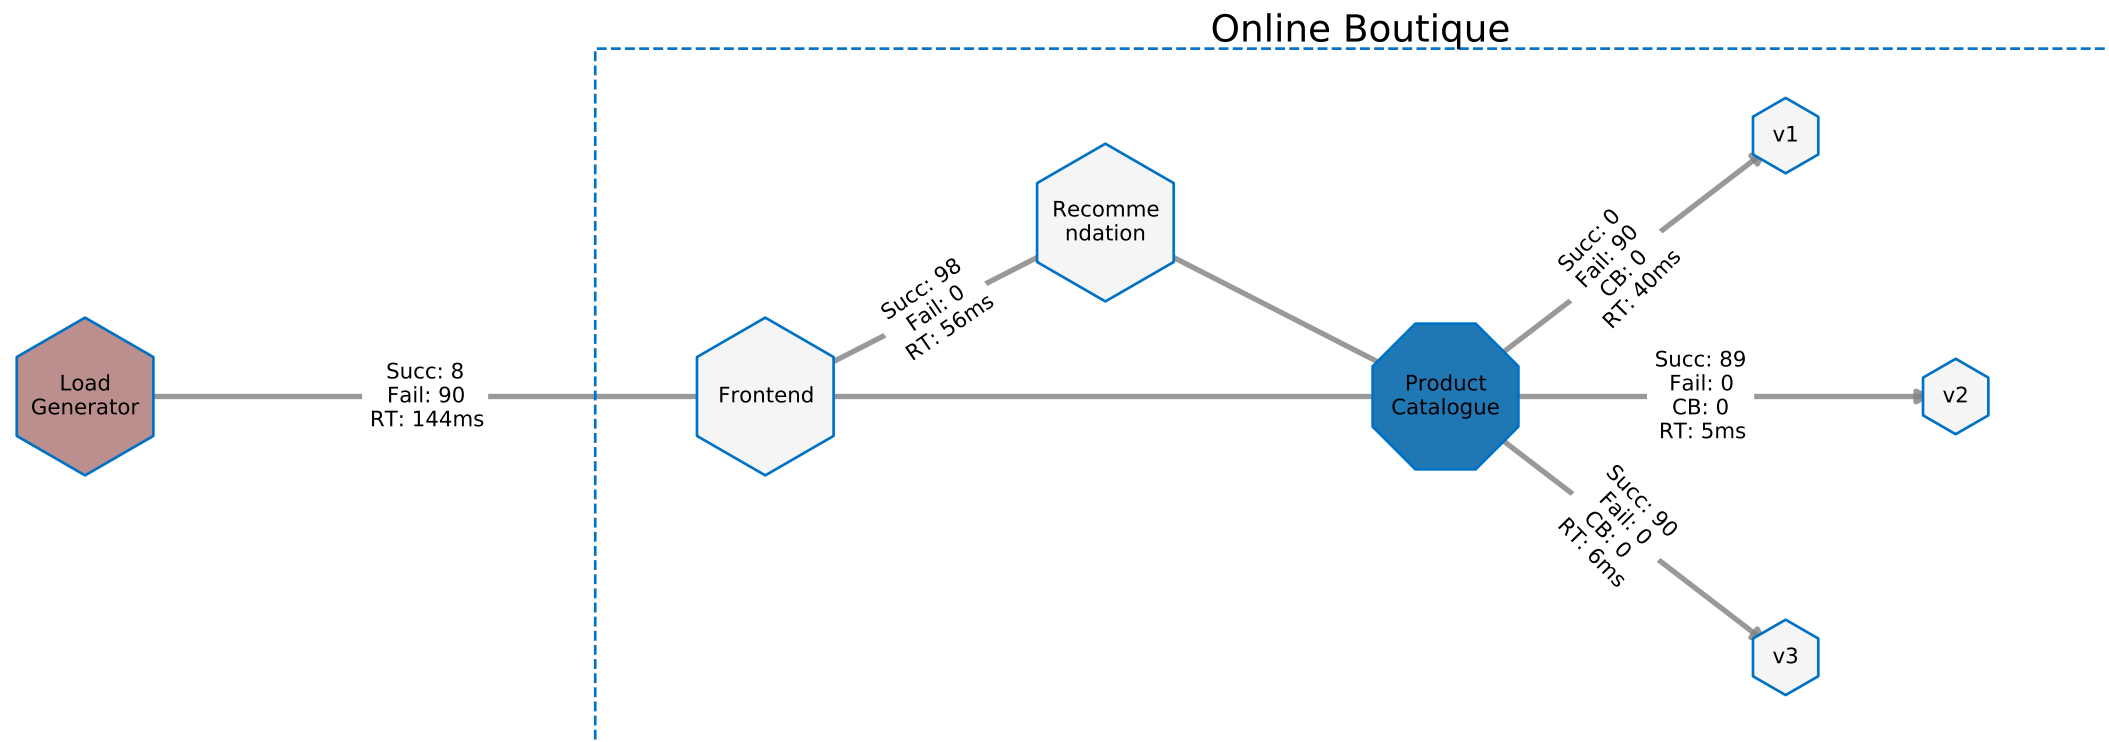 Online Boutique
Load
Generator
Succ: 8
Fail: 90
RT: 144ms
Frontend
Succ: 98
Fail: 0
RT: 56ms
Recomme
ndation
Product
Catalogue
Succ: 0
Fail: 90
CB: 0
RT: 40ms
v1
Succ: 89
Fail: 0
CB: 0
RT: 5ms
v2
Succ: 90
Fail: 0
CB: 0
RT: 6ms
v3